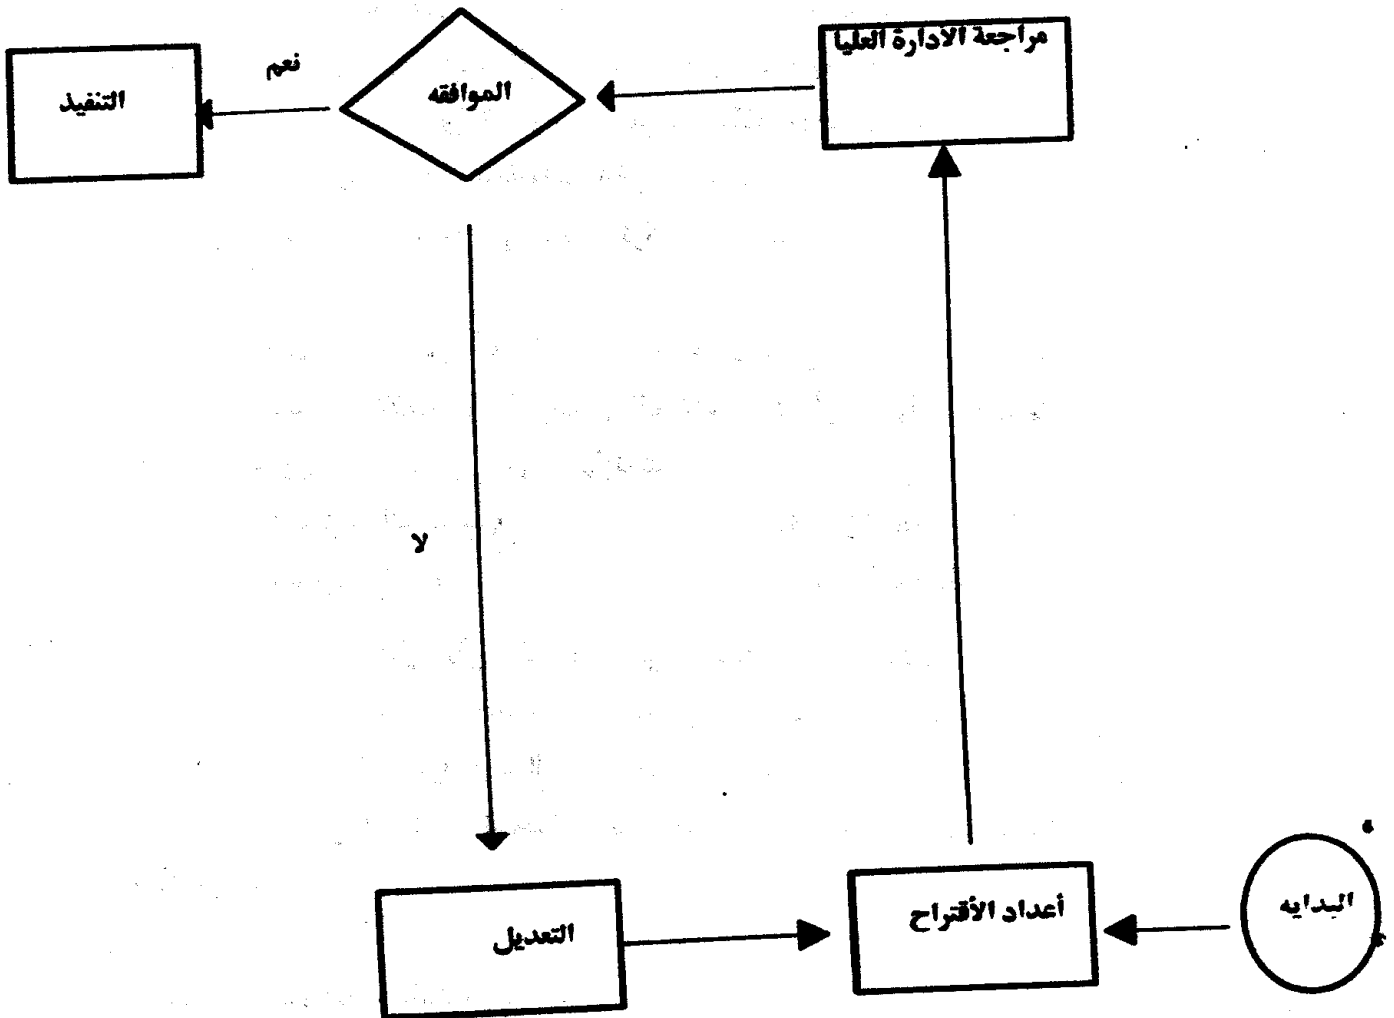 مراجعة الادارة العليا
الموافقه
نعم
التنفيذ
لا
البدايه
أعداد الأقتراح
التعديل